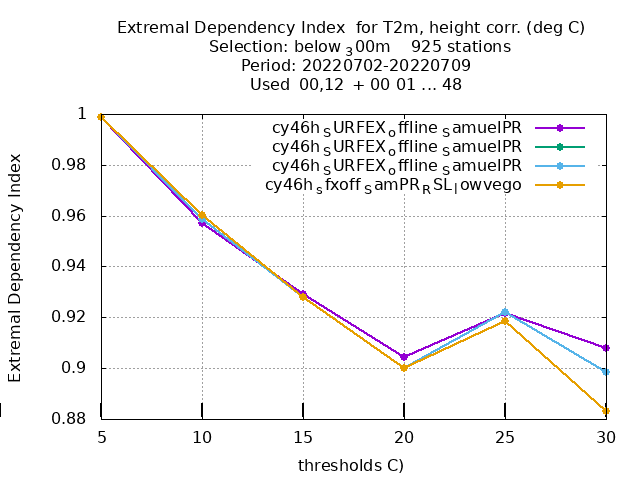 Extremal Dependency Index for T2m, height corr. (deg C)
Selection: below ₃00m 925 stations
Period: 20220702-20220709
Used 00,12 + 00 01 ... 48
cy46h_SURFEX_offline_SamuelPR
cy46h_SURFEX_offline_SamuelPR
cy46h_SURFEX_offline_SamuelPR
cy46h_sfxoff_SamPR_RSL_lowvego
Extremal Dependency Index
1
0.98
0.96
0.94
0.92
0.9
0.88
5 10 15 20 25 30
thresholds C)